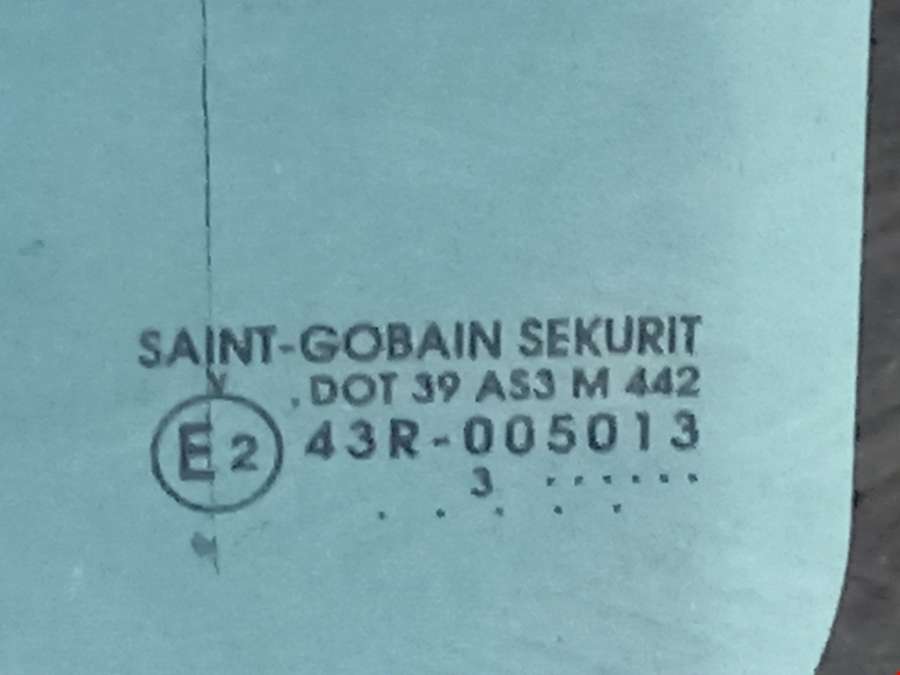 SAINT-GOBAIN SEKURIT
.DOT 39 AS3 M 442
E2 43R-005013
3 .......
.....